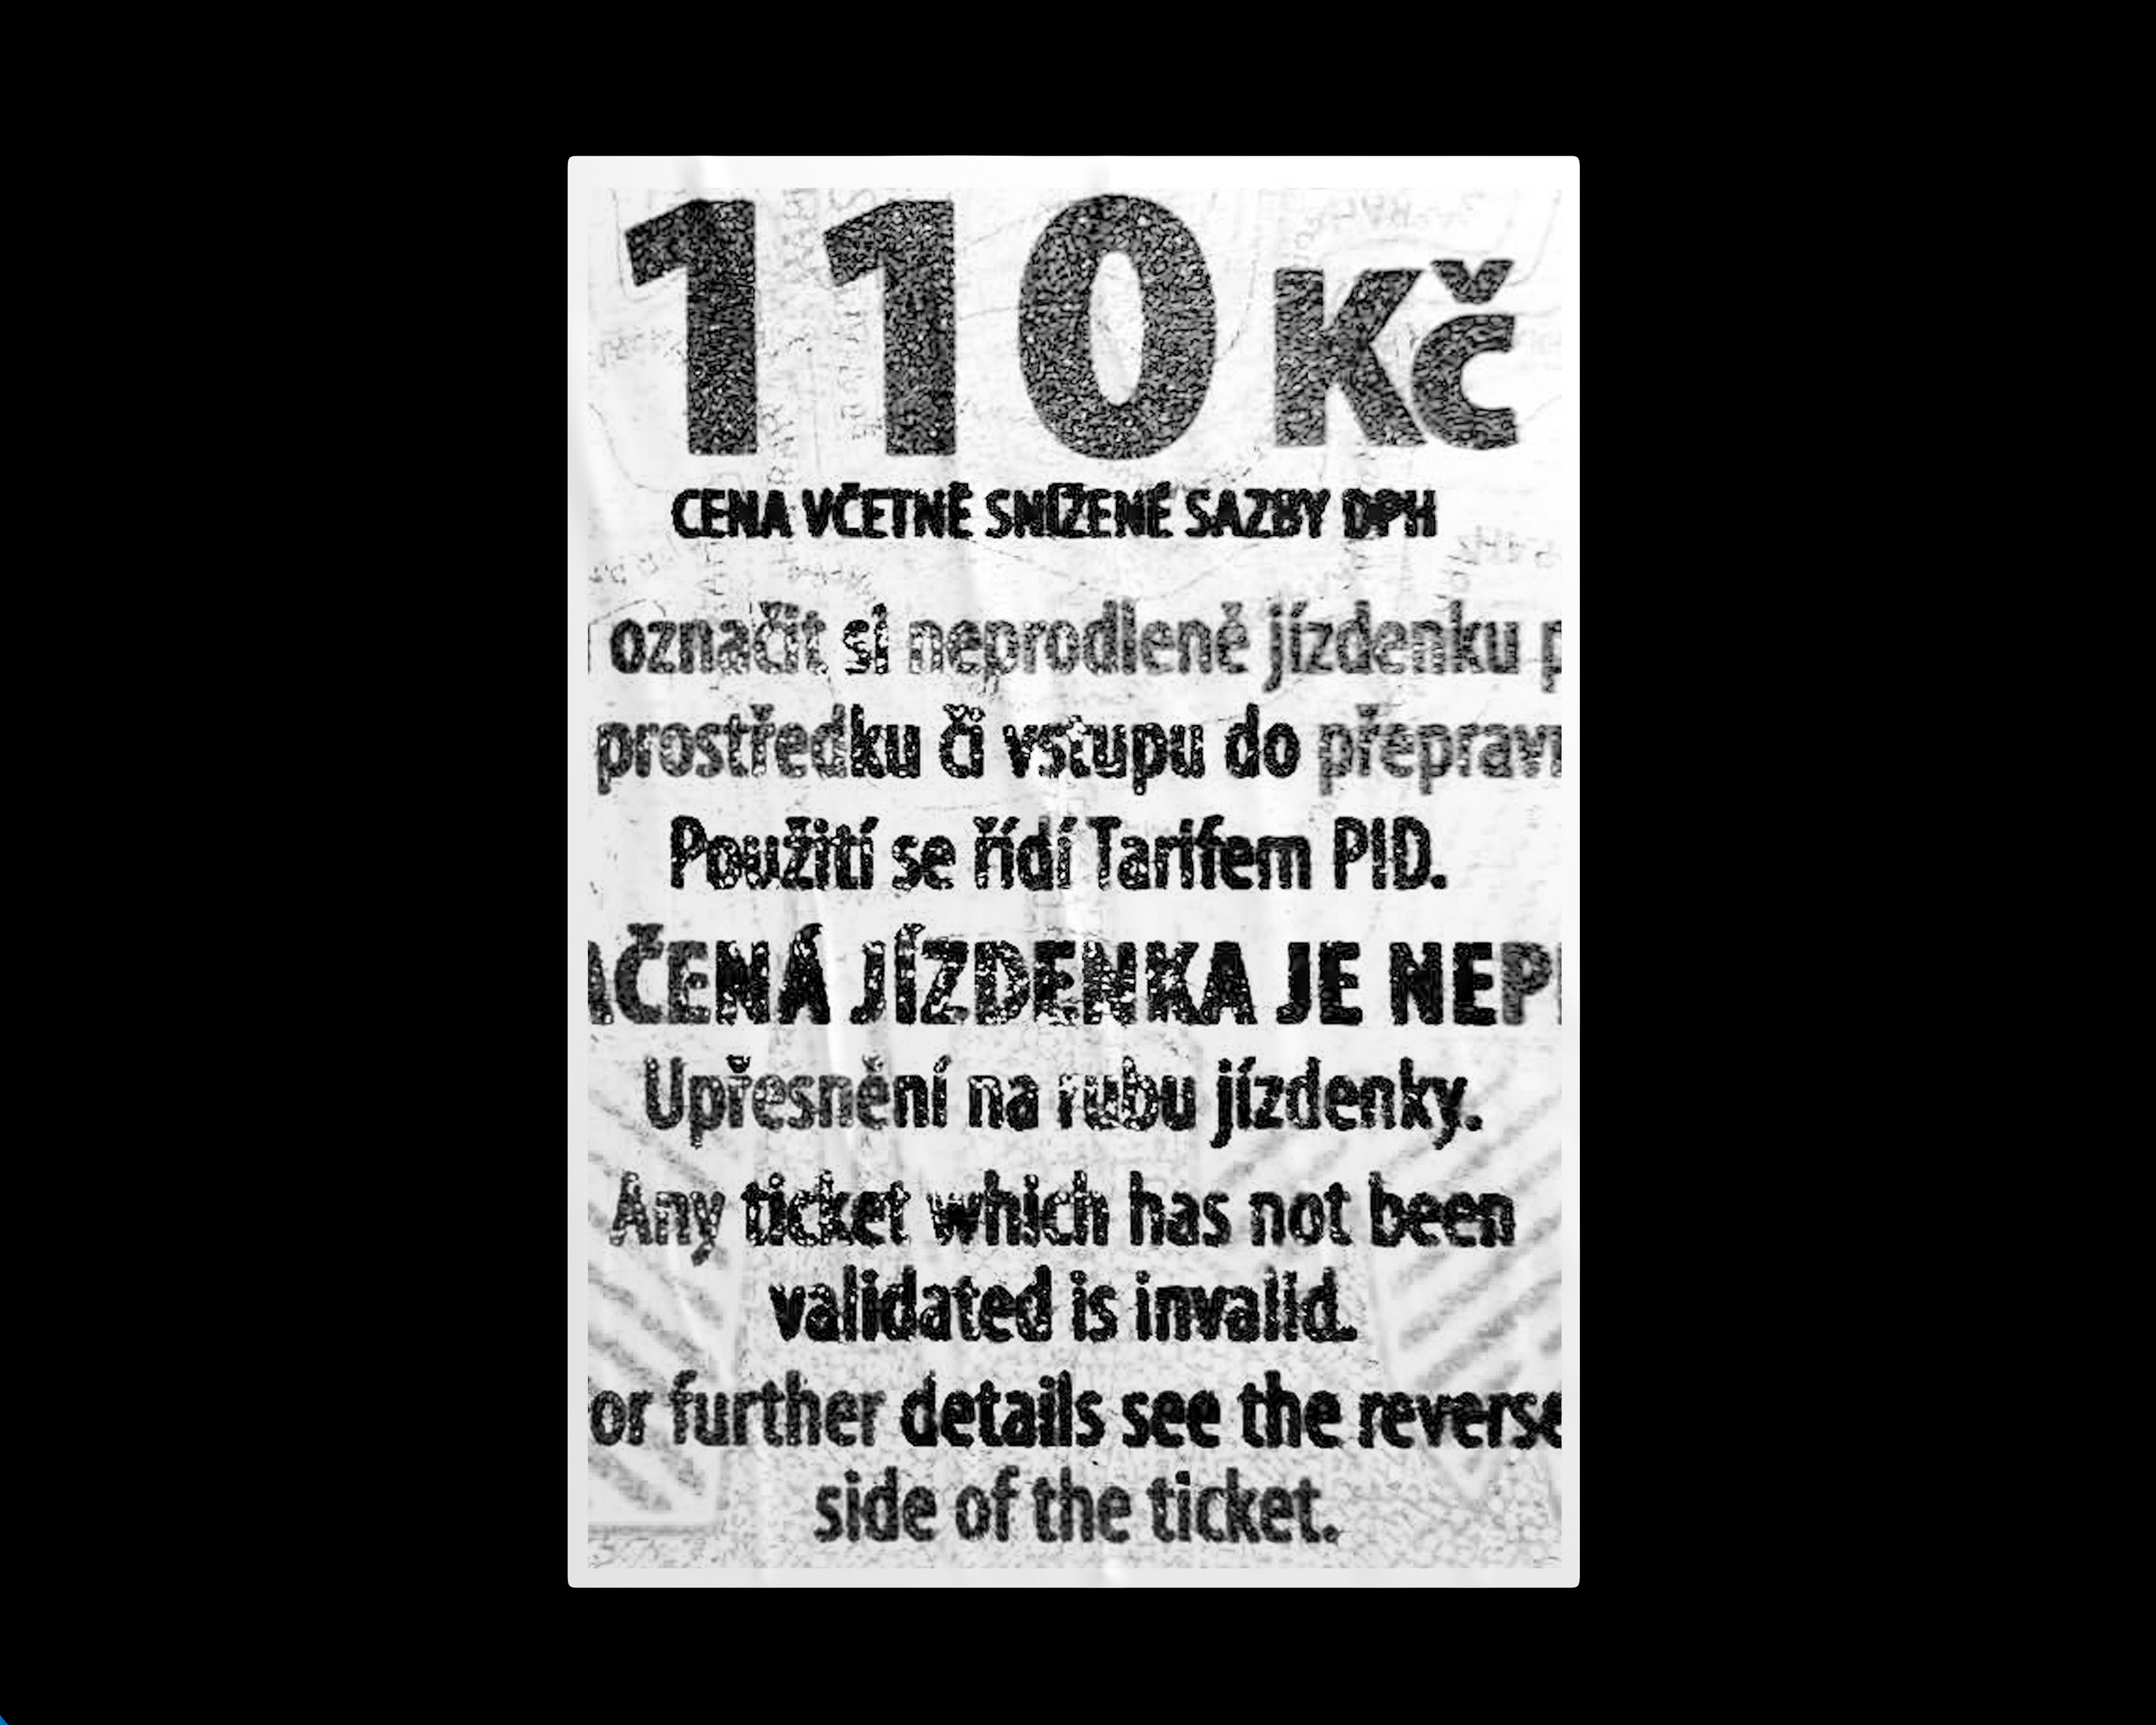 110 Kč
CENA VČETNĚ SNÍŽENÉ SAZBY DPH
označit si neprodleně jízdenku p
prostředku či vstupu do přepravn
Použití se řídí Tarifem PID.
AČENÁ JÍZDENKA JE NEP
Upřesnění na rubu jízdenky.
Any ticket which has not been
validated is invalid.
or further details see the reverse
side of the ticket.